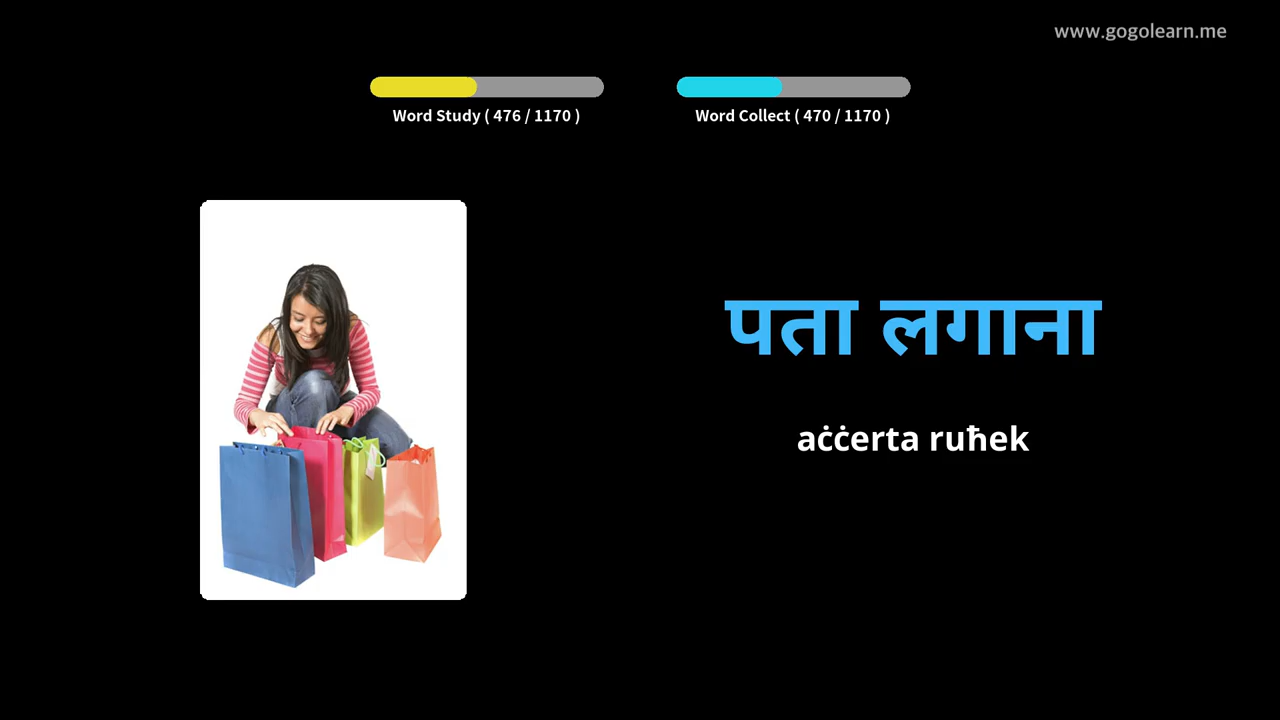 www.gogolearn.me
Word Study ( 476 / 1170 )
Word Collect ( 470 / 1170 )
पता लगाना
aċċerta ruħek